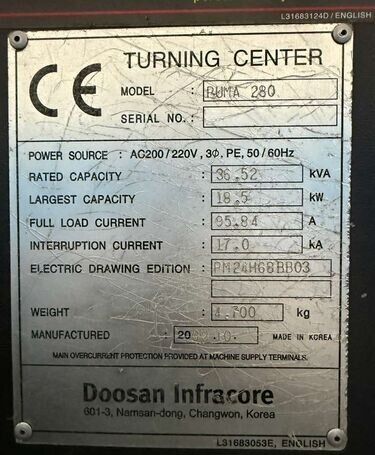 L31683124D / ENGLISH
CE
TURNING CENTER
MODEL : PUMA 280
SERIAL NO. :
POWER SOURCE : AC200 / 220V, 3Φ, PE, 50 / 60Hz
RATED CAPACITY : 36.52 kVA
LARGEST CAPACITY : 18.5 kW
FULL LOAD CURRENT : 95.84 A
INTERRUPTION CURRENT : 17.0 kA
ELECTRIC DRAWING EDITION : PM24H68BB03
WEIGHT : 4,700 kg
MANUFACTURED : MADE IN KOREA
MAIN OVERCURRENT PROTECTION PROVIDED AT MACHINE SUPPLY TERMINALS.
Doosan Infracore
601-3, Namsan-dong, Changwon, Korea
L31683053E, ENGLISH